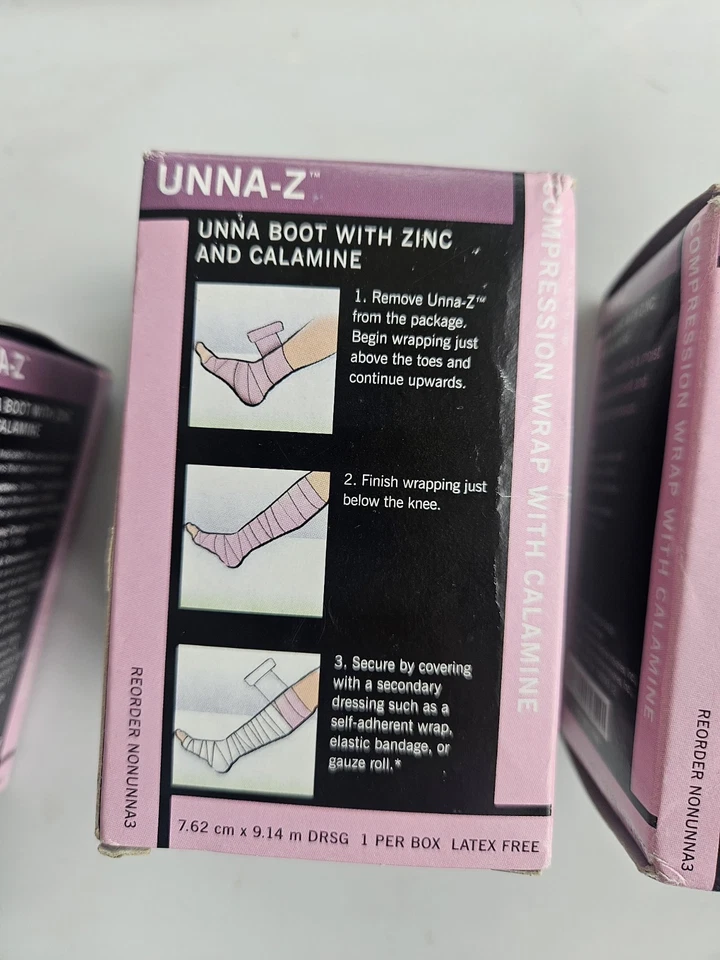 UNNA-Z™
UNNA BOOT WITH ZINC
AND CALAMINE
1. Remove Unna-Z™
from the package.
Begin wrapping just
above the toes and
continue upwards.
2. Finish wrapping just
below the knee.
3. Secure by covering
with a secondary
dressing such as a
self-adherent wrap,
elastic bandage, or
gauze roll.*
COMPRESSION WRAP WITH CALAMINE
REORDER NONUNNA3
7.62 cm x 9.14 m DRSG 1 PER BOX LATEX FREE
COMPRESSION WRAP WITH CALAMINE
REORDER NONUNNA3